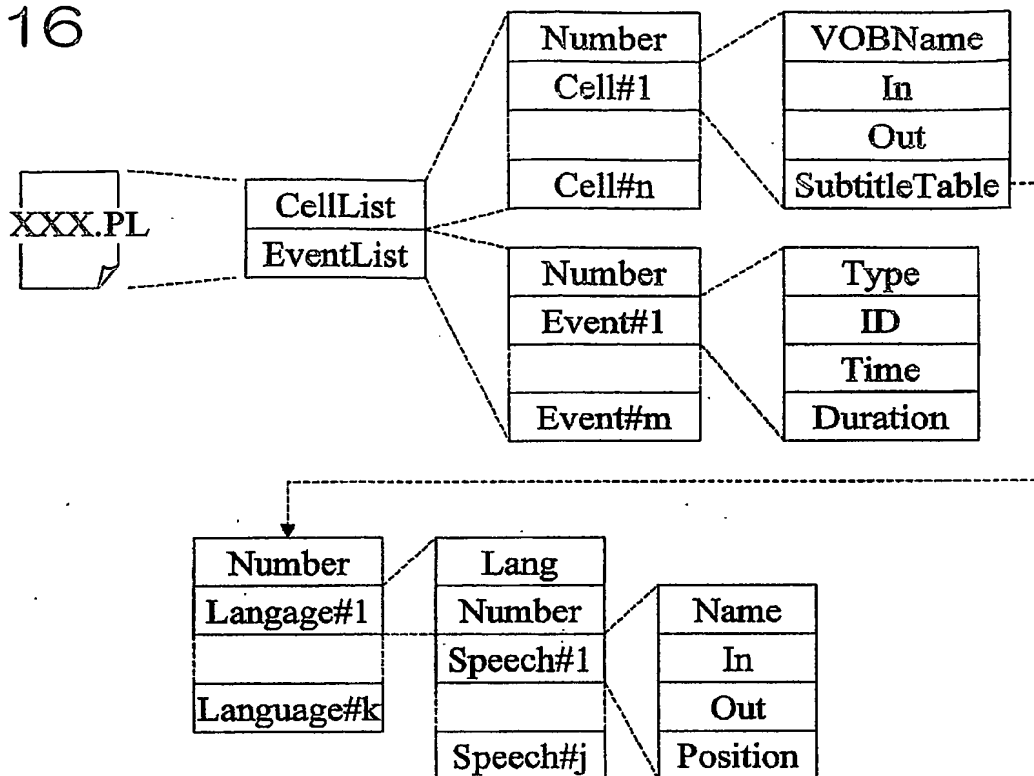 16
XXX.PL
CellList
EventList
Number
Cell#1
Cell#n
VOBName
In
Out
SubtitleTable
Number
Event#1
Event#m
Type
ID
Time
Duration
Number
Langage#1
Language#k
Lang
Number
Speech#1
Speech#j
Name
In
Out
Position